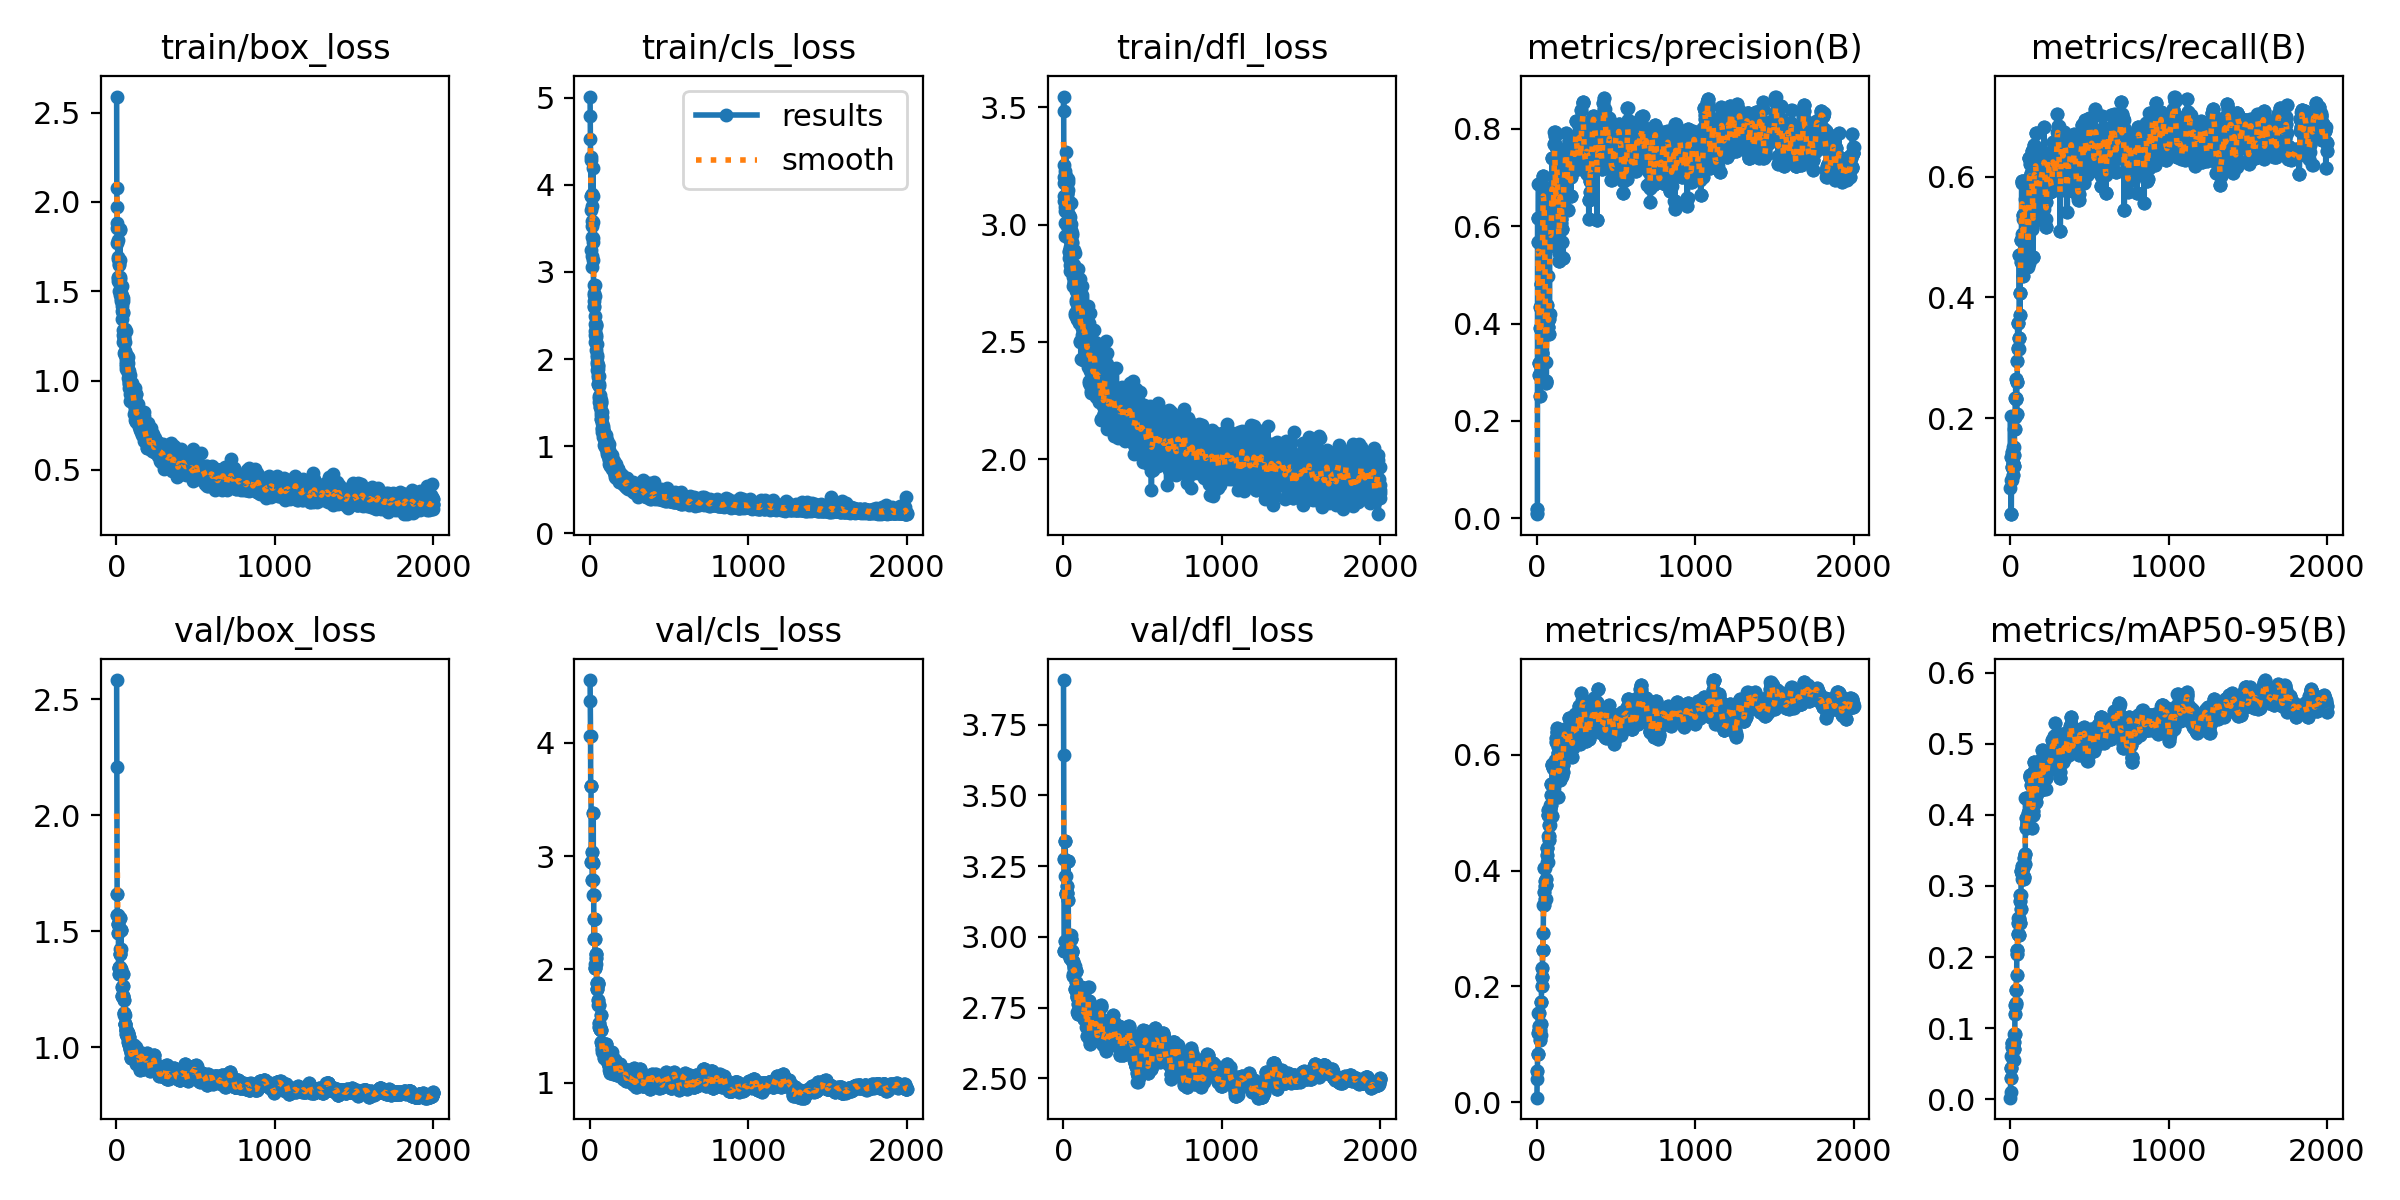 train/box_loss
2.5
2.0
1.5
1.0
0.5
0 1000 2000
train/cls_loss
5
4
3
2
1
0
results
smooth
0 1000 2000
train/dfl_loss
3.5
3.0
2.5
2.0
0 1000 2000
metrics/precision(B)
0.8
0.6
0.4
0.2
0.0
0 1000 2000
metrics/recall(B)
0.6
0.4
0.2
0 1000 2000
val/box_loss
2.5
2.0
1.5
1.0
0 1000 2000
val/cls_loss
4
3
2
1
0 1000 2000
val/dfl_loss
3.75
3.50
3.25
3.00
2.75
2.50
0 1000 2000
metrics/mAP50(B)
0.6
0.4
0.2
0.0
0 1000 2000
metrics/mAP50-95(B)
0.6
0.5
0.4
0.3
0.2
0.1
0.0
0 1000 2000